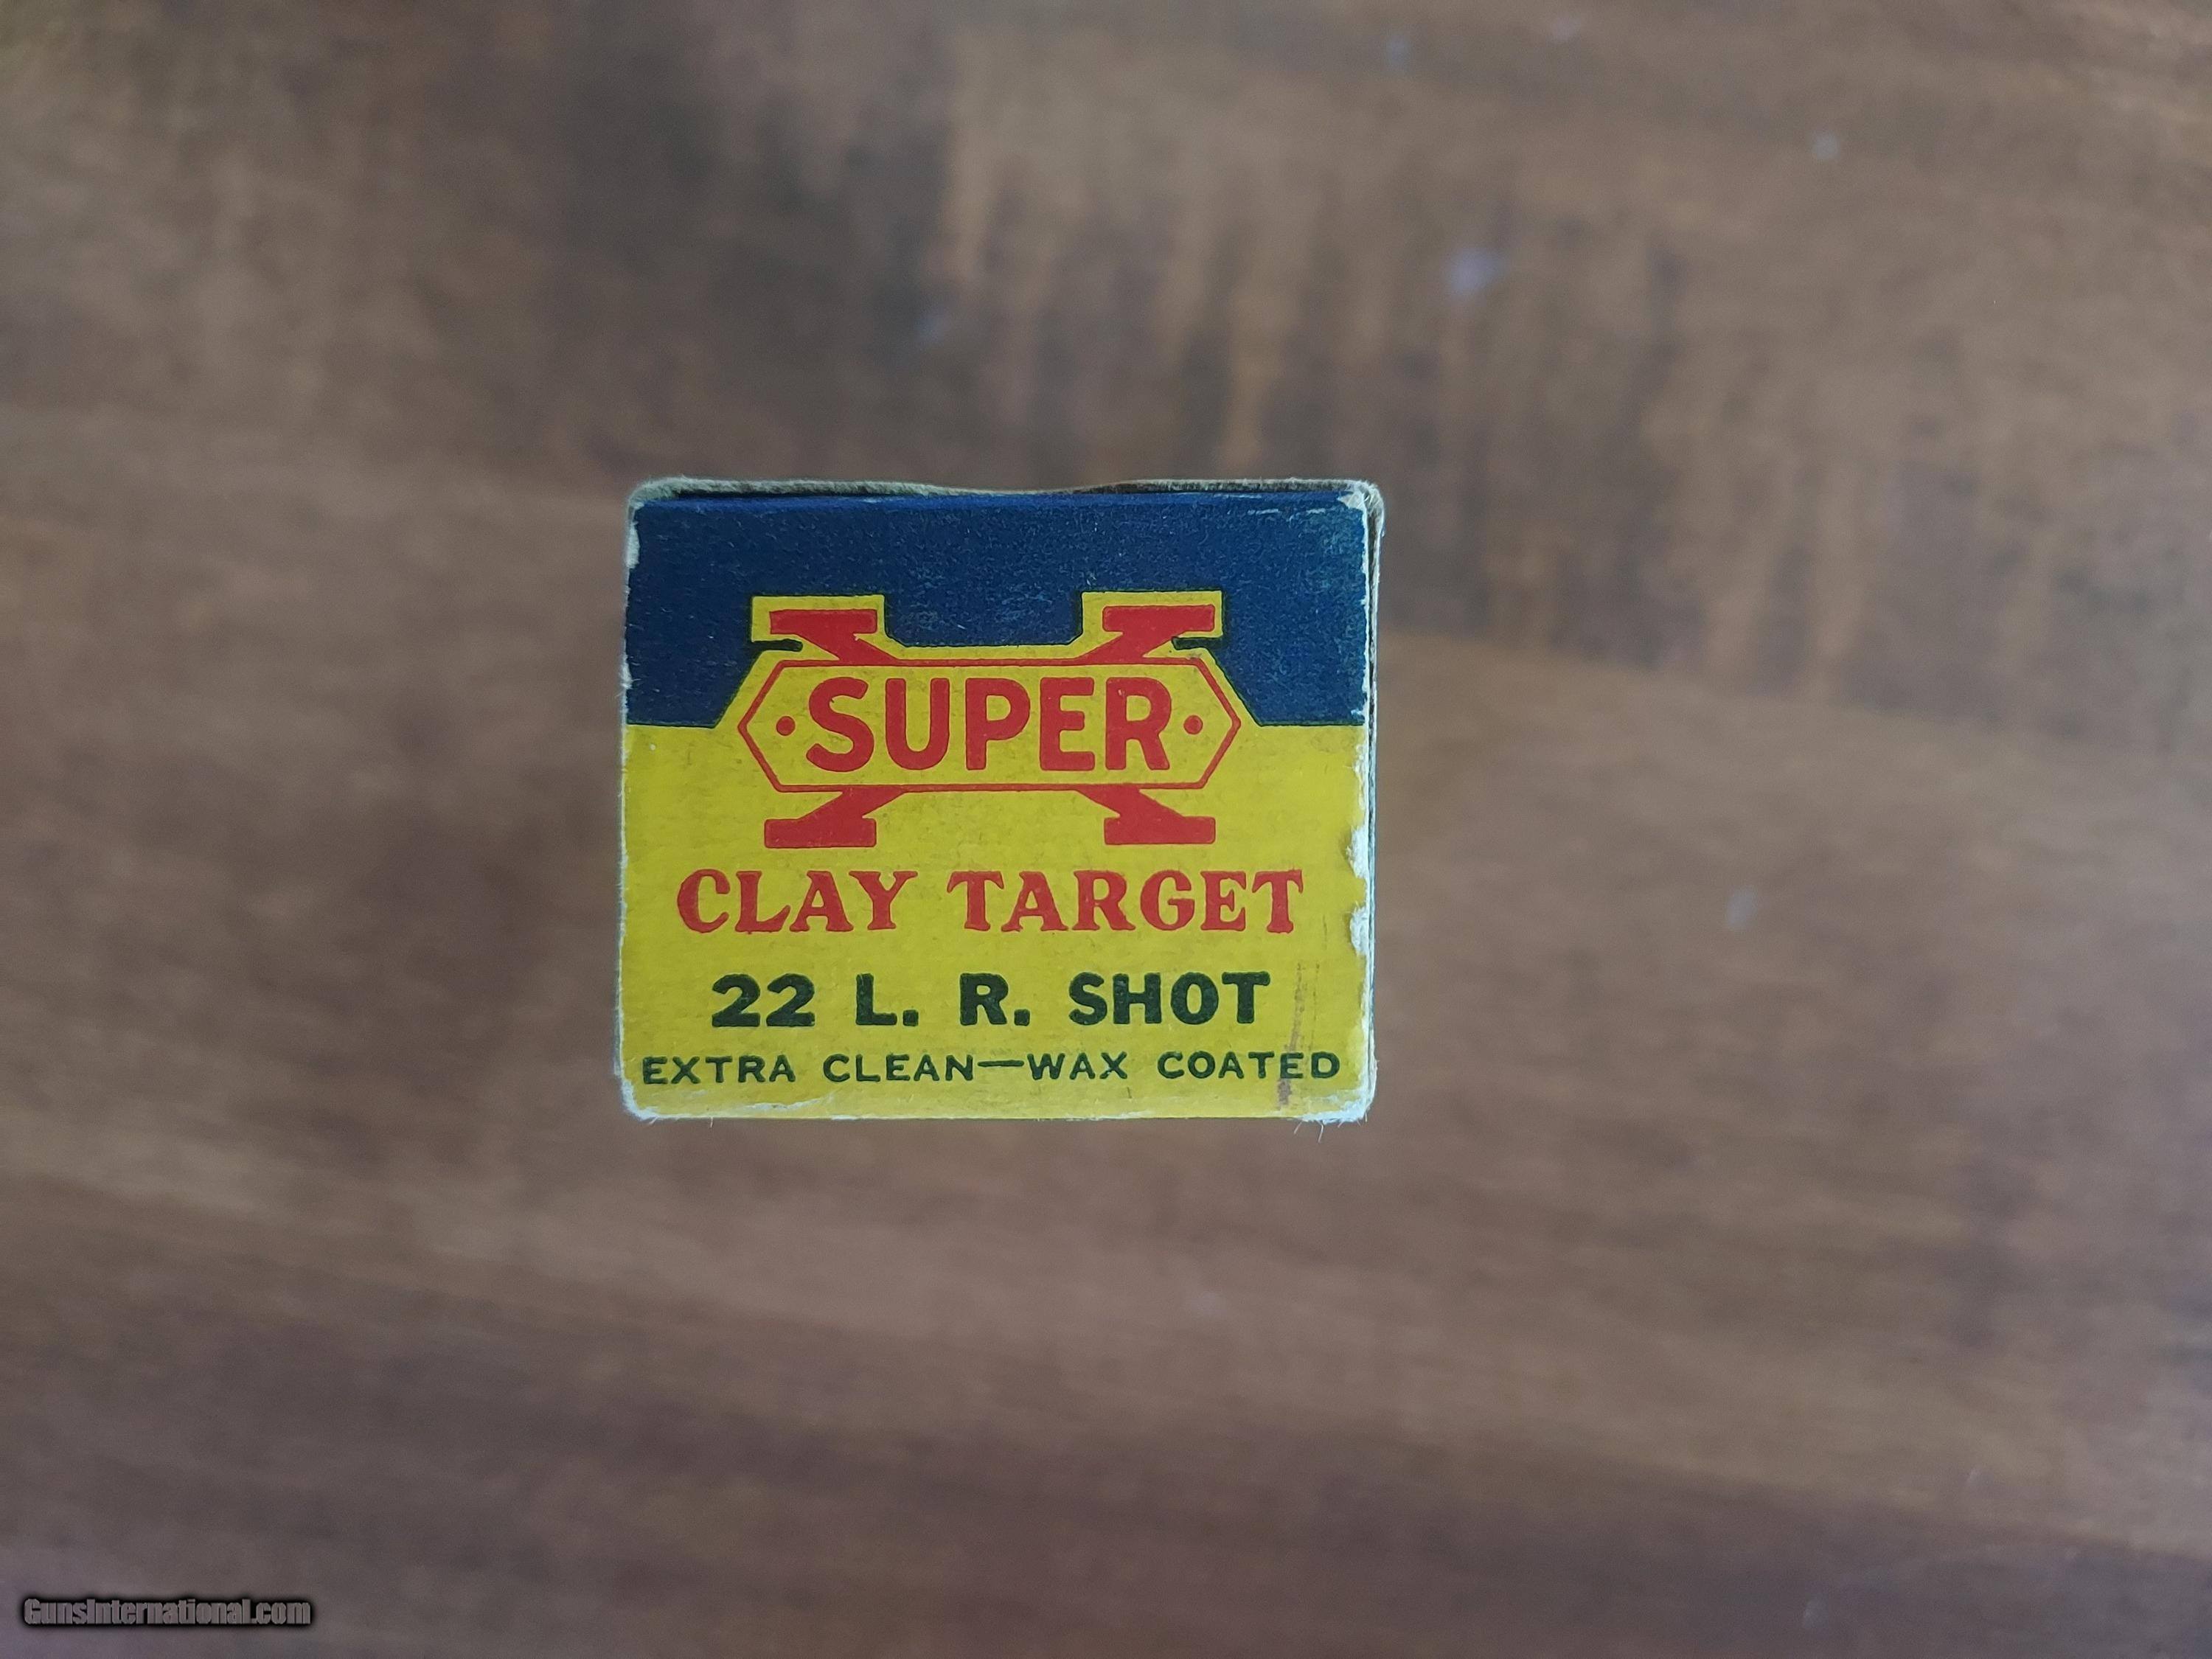 SUPER X
CLAY TARGET
22 L. R. SHOT
EXTRA CLEAN—WAX COATED
GunsInternational.com